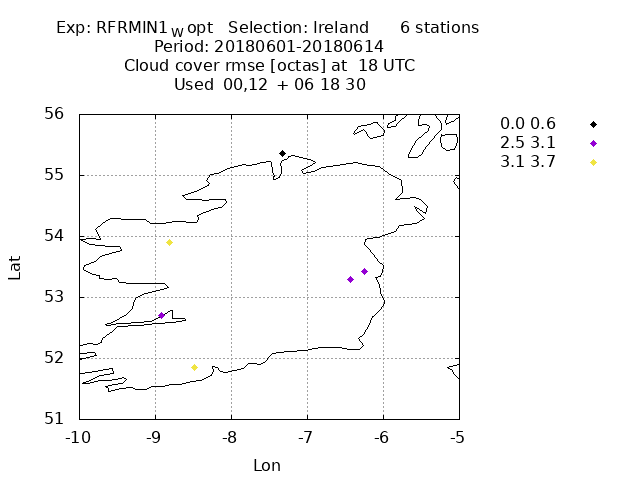 Exp: RFRMIN1_W opt   Selection: Ireland      6 stations
Period: 20180601-20180614
Cloud cover rmse [octas] at  18 UTC
Used  00,12  + 06 18 30
0.0 0.6
2.5 3.1
3.1 3.7
56
55
54
53
52
51
Lat
-10 -9 -8 -7 -6 -5
Lon